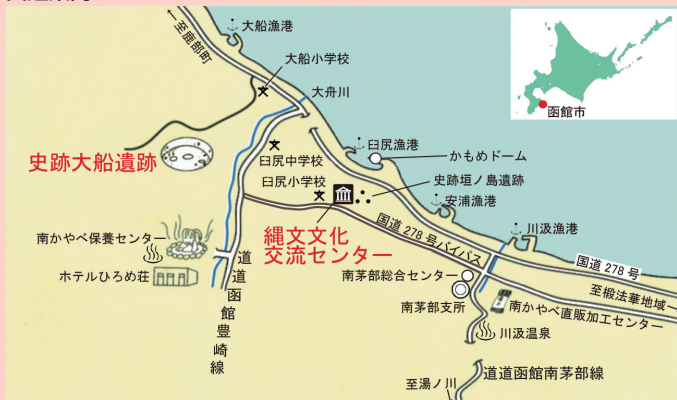 ←至鹿部町
大船漁港
大船小学校
大舟川
函館市
史跡大船遺跡
臼尻中学校
臼尻漁港
かもめドーム
臼尻小学校
史跡垣ノ島遺跡
安浦漁港
縄文文化
交流センター
川汲漁港
南かやべ保養センター
ホテルひろめ荘
道道函館豊崎線
国道278号バイパス
国道278号
至椴法華地域→
南茅部総合センター
南茅部支所
南かやべ直販加工センター
川汲温泉
道道函館南茅部線
至湯ノ川